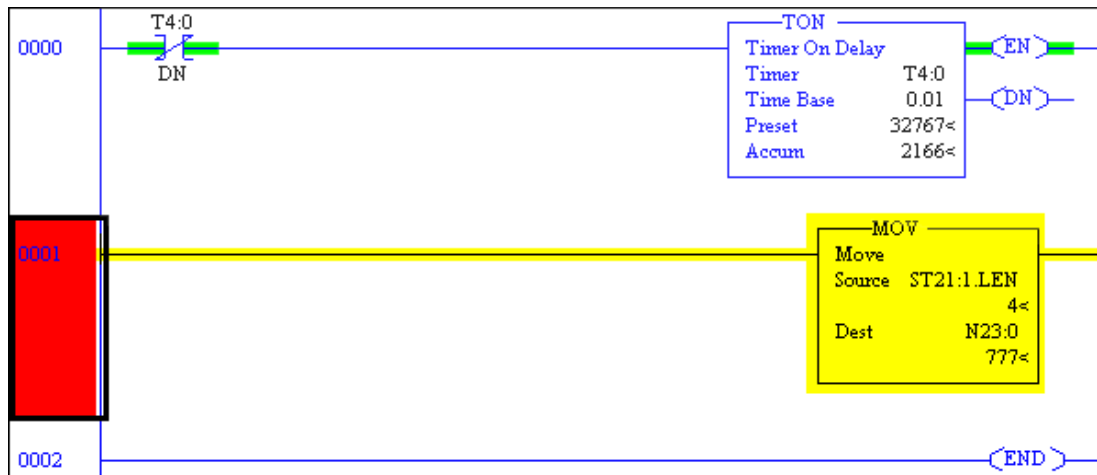 T4:0
0000
DN
TON
Timer On Delay
Timer T4:0
Time Base 0.01
Preset 32767<
Accum 2166<
EN
DN
0001
MOV
Move
Source ST21:1.LEN
4<
Dest N23:0
777<
0002
END